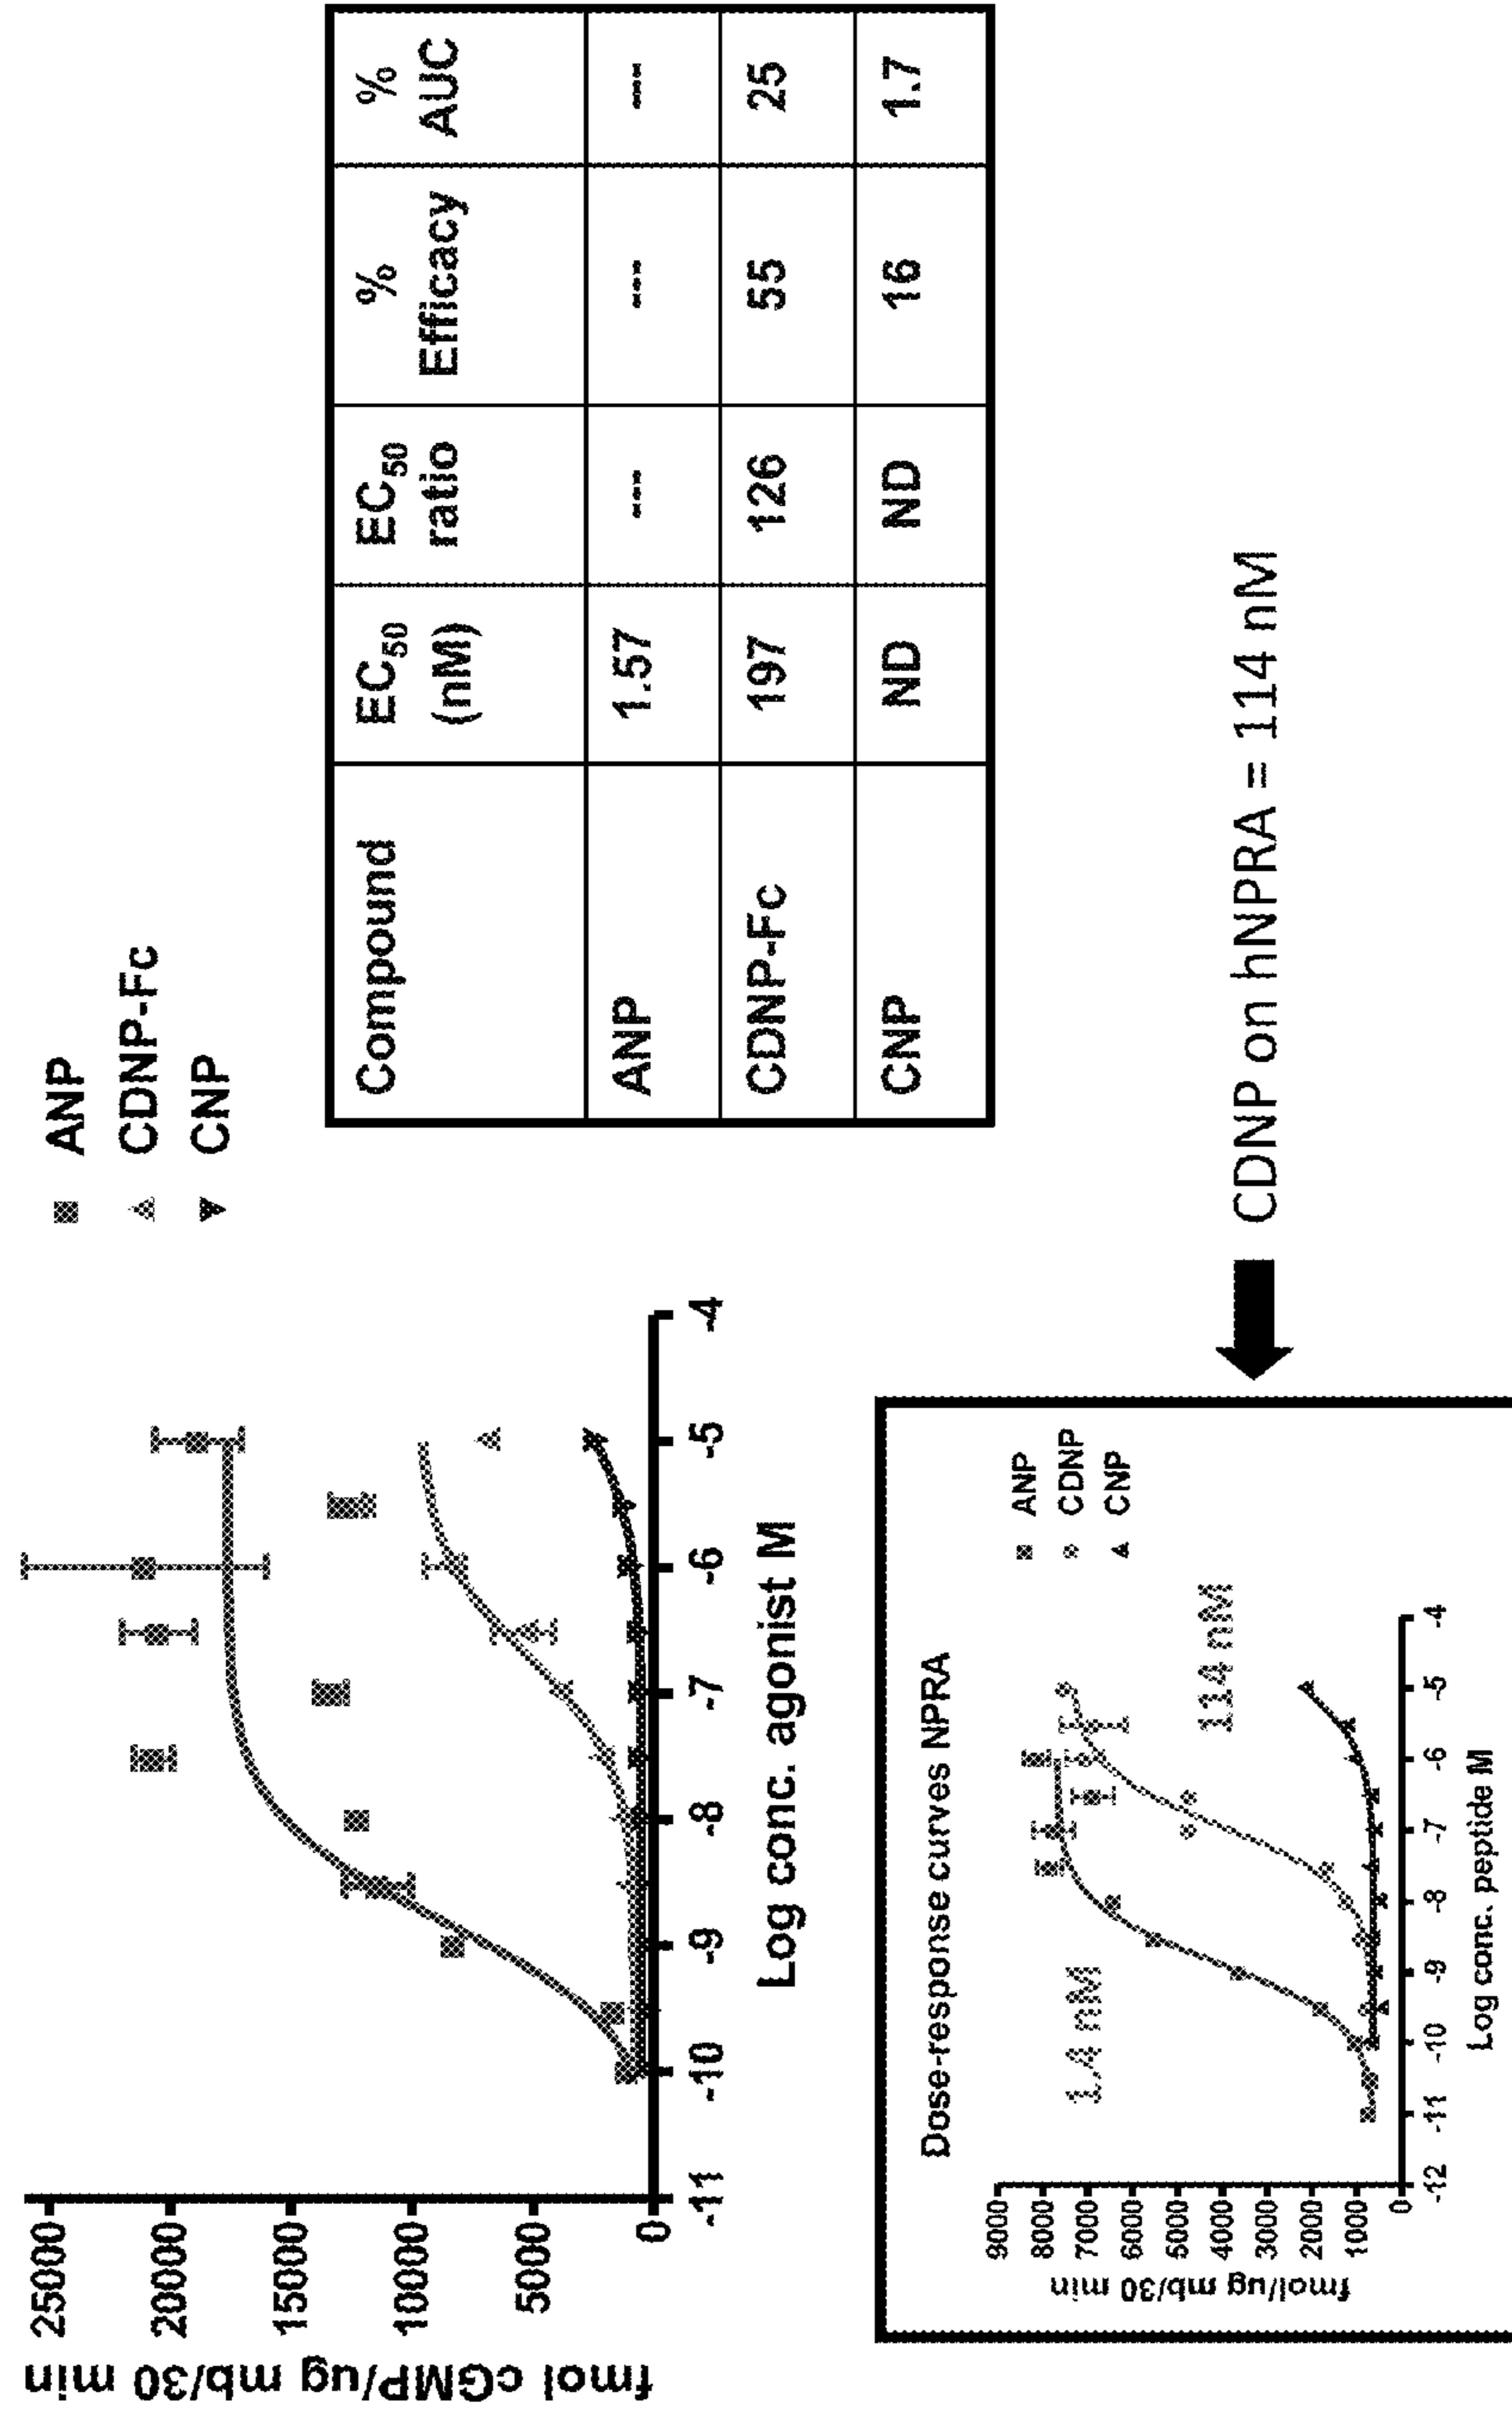 ANP
CDNP-Fc
CNP
fmol cGMP/ug mb/30 min
25000
20000
15000
10000
5000
0
-11
-10
-9
-8
-7
-6
-5
-4
Log conc. agonist M
Compound EC50 (nM) EC50 ratio % Efficacy % AUC
ANP 1.57 --- --- ---
CDNP-Fc 197 126 55 25
CNP ND ND 16 1.7
Dose-response curves NPRA
ANP
CDNP
CNP
1.4 nM
114 nM
fmol/ug mb/30 min
9000
8000
7000
6000
5000
4000
3000
2000
1000
0
-12
-11
-10
-9
-8
-7
-6
-5
-4
Log conc. peptide M
CDNP on hNPRA = 114 nM